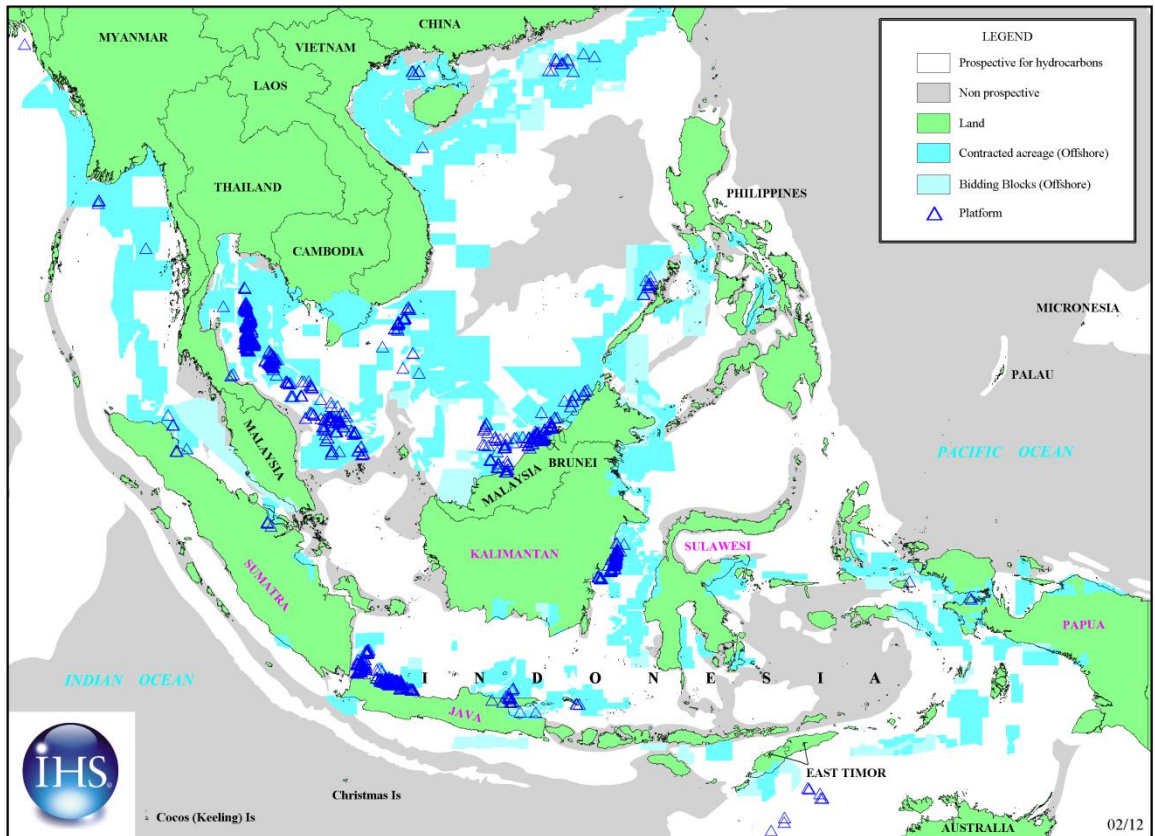 CHINA
MYANMAR
VIETNAM
LAOS
THAILAND
CAMBODIA
PHILIPPINES
MICRONESIA
PALAU
PACIFIC OCEAN
MALAYSIA
BRUNEI
MALAYSIA
KALIMANTAN
SULAWESI
SUMATRA
PAPUA
INDIAN OCEAN
I N D O N E S I A
JAVA
EAST TIMOR
Christmas Is
Cocos (Keeling) Is
AUSTRALIA
02/12
IHS®
LEGEND
Prospective for hydrocarbons
Non prospective
Land
Contracted acreage (Offshore)
Bidding Blocks (Offshore)
Platform